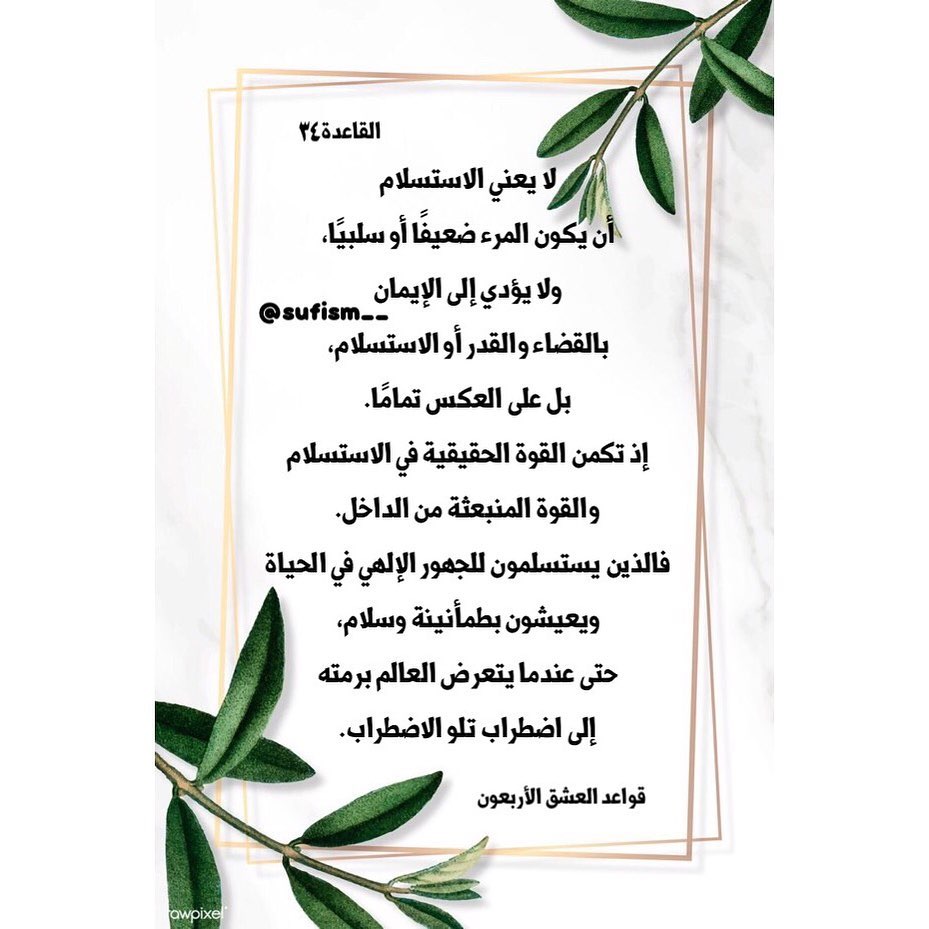 القاعدة٣٤
لا يعني الاستسلام
أن يكون المرء ضعيفًا أو سلبيًا،
ولا يؤدي إلى الإيمان
@sufism__
بالقضاء والقدر أو الاستسلام،
بل على العكس تمامًا.
إذ تكمن القوة الحقيقية في الاستسلام
والقوة المنبعثة من الداخل.
فالذين يستسلمون للجهور الإلهي في الحياة
ويعيشون بطمأنينة وسلام،
حتى عندما يتعرض العالم برمته
إلى اضطراب تلو الاضطراب.
قواعد العشق الأربعون
rawpixel